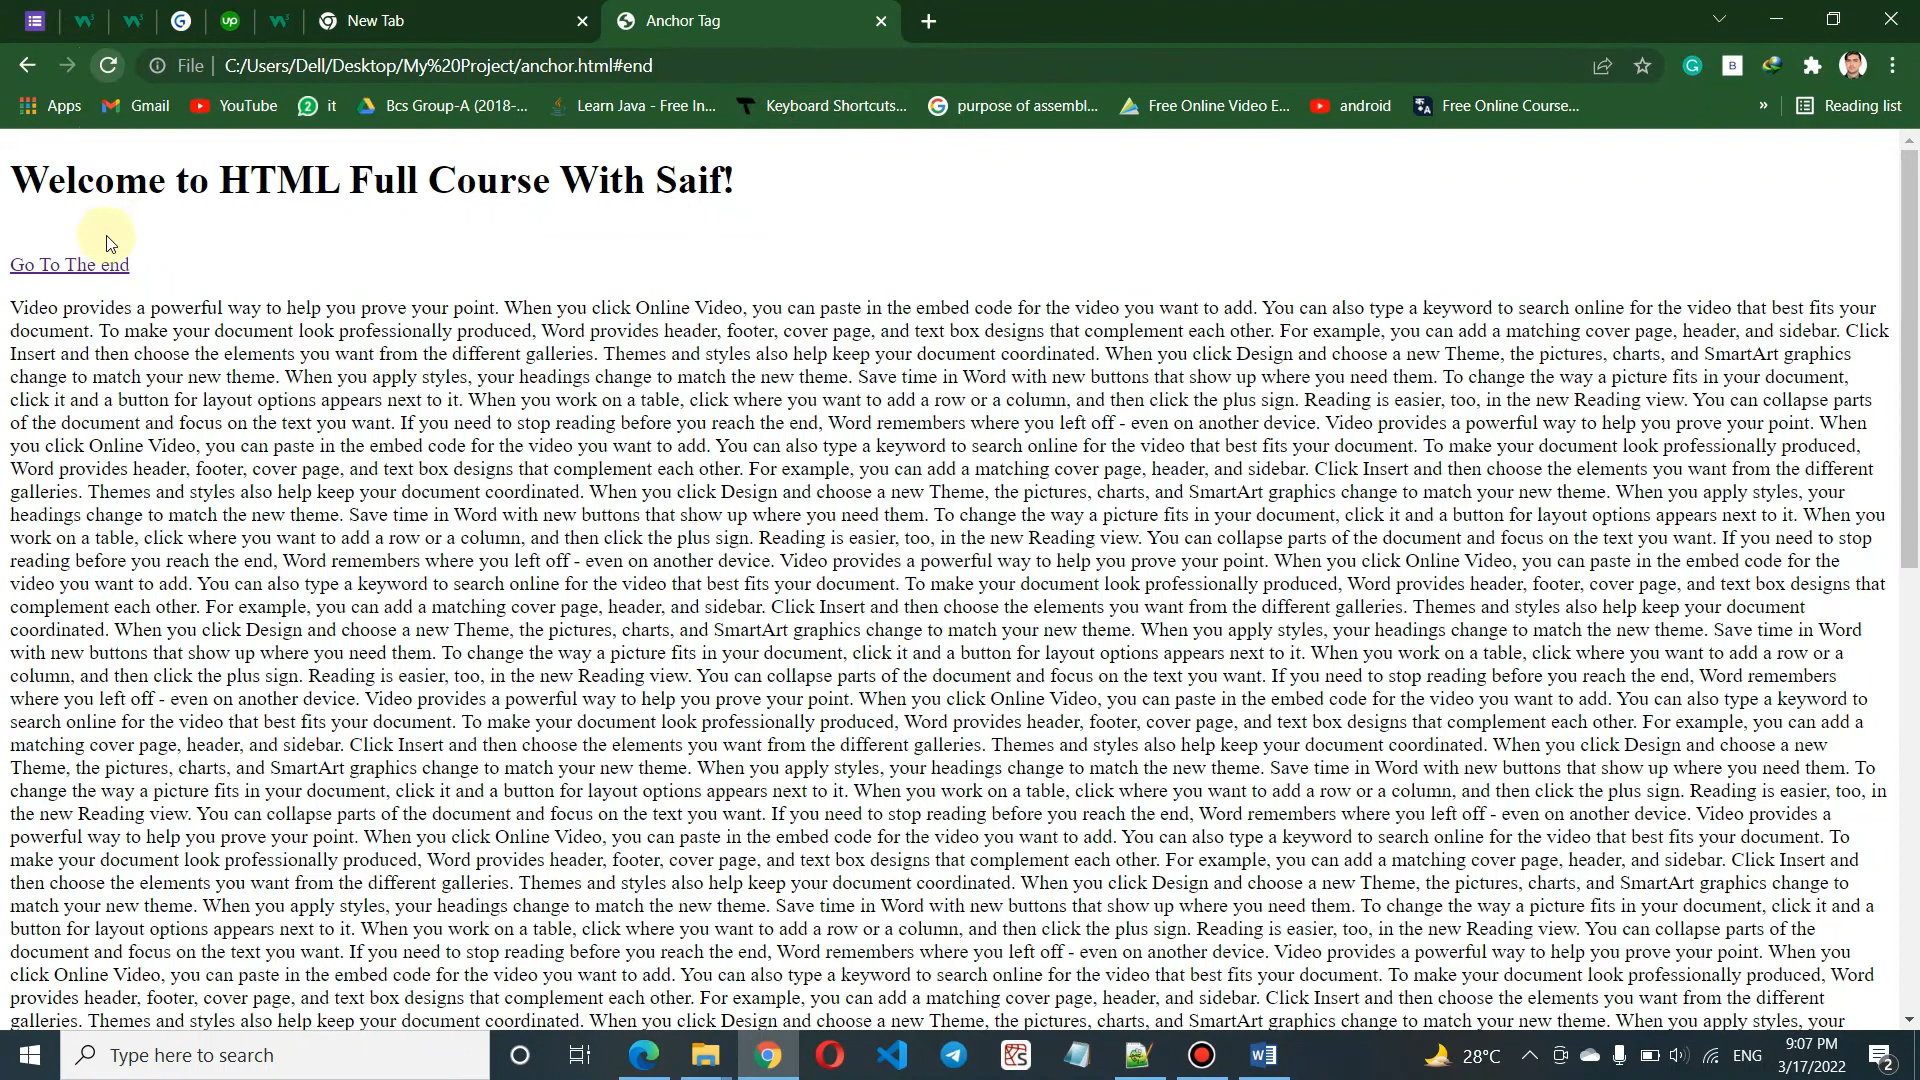 New Tab
Anchor Tag
File
C:/Users/Dell/Desktop/My%20Project/anchor.html#end
Apps
Gmail
YouTube
it
Bcs Group-A (2018-...
Learn Java - Free In...
Keyboard Shortcuts...
purpose of assembl...
Free Online Video E...
android
Free Online Course...
»
Reading list
Welcome to HTML Full Course With Saif!
Go To The end
Video provides a powerful way to help you prove your point. When you click Online Video, you can paste in the embed code for the video you want to add. You can also type a keyword to search online for the video that best fits your
document. To make your document look professionally produced, Word provides header, footer, cover page, and text box designs that complement each other. For example, you can add a matching cover page, header, and sidebar. Click
Insert and then choose the elements you want from the different galleries. Themes and styles also help keep your document coordinated. When you click Design and choose a new Theme, the pictures, charts, and SmartArt graphics
change to match your new theme. When you apply styles, your headings change to match the new theme. Save time in Word with new buttons that show up where you need them. To change the way a picture fits in your document,
click it and a button for layout options appears next to it. When you work on a table, click where you want to add a row or a column, and then click the plus sign. Reading is easier, too, in the new Reading view. You can collapse parts
of the document and focus on the text you want. If you need to stop reading before you reach the end, Word remembers where you left off - even on another device. Video provides a powerful way to help you prove your point. When
you click Online Video, you can paste in the embed code for the video you want to add. You can also type a keyword to search online for the video that best fits your document. To make your document look professionally produced,
Word provides header, footer, cover page, and text box designs that complement each other. For example, you can add a matching cover page, header, and sidebar. Click Insert and then choose the elements you want from the different
galleries. Themes and styles also help keep your document coordinated. When you click Design and choose a new Theme, the pictures, charts, and SmartArt graphics change to match your new theme. When you apply styles, your
headings change to match the new theme. Save time in Word with new buttons that show up where you need them. To change the way a picture fits in your document, click it and a button for layout options appears next to it. When you
work on a table, click where you want to add a row or a column, and then click the plus sign. Reading is easier, too, in the new Reading view. You can collapse parts of the document and focus on the text you want. If you need to stop
reading before you reach the end, Word remembers where you left off - even on another device. Video provides a powerful way to help you prove your point. When you click Online Video, you can paste in the embed code for the
video you want to add. You can also type a keyword to search online for the video that best fits your document. To make your document look professionally produced, Word provides header, footer, cover page, and text box designs that
complement each other. For example, you can add a matching cover page, header, and sidebar. Click Insert and then choose the elements you want from the different galleries. Themes and styles also help keep your document
coordinated. When you click Design and choose a new Theme, the pictures, charts, and SmartArt graphics change to match your new theme. When you apply styles, your headings change to match the new theme. Save time in Word
with new buttons that show up where you need them. To change the way a picture fits in your document, click it and a button for layout options appears next to it. When you work on a table, click where you want to add a row or a
column, and then click the plus sign. Reading is easier, too, in the new Reading view. You can collapse parts of the document and focus on the text you want. If you need to stop reading before you reach the end, Word remembers
where you left off - even on another device. Video provides a powerful way to help you prove your point. When you click Online Video, you can paste in the embed code for the video you want to add. You can also type a keyword to
search online for the video that best fits your document. To make your document look professionally produced, Word provides header, footer, cover page, and text box designs that complement each other. For example, you can add a
matching cover page, header, and sidebar. Click Insert and then choose the elements you want from the different galleries. Themes and styles also help keep your document coordinated. When you click Design and choose a new
Theme, the pictures, charts, and SmartArt graphics change to match your new theme. When you apply styles, your headings change to match the new theme. Save time in Word with new buttons that show up where you need them. To
change the way a picture fits in your document, click it and a button for layout options appears next to it. When you work on a table, click where you want to add a row or a column, and then click the plus sign. Reading is easier, too, in
the new Reading view. You can collapse parts of the document and focus on the text you want. If you need to stop reading before you reach the end, Word remembers where you left off - even on another device. Video provides a
powerful way to help you prove your point. When you click Online Video, you can paste in the embed code for the video you want to add. You can also type a keyword to search online for the video that best fits your document. To
make your document look professionally produced, Word provides header, footer, cover page, and text box designs that complement each other. For example, you can add a matching cover page, header, and sidebar. Click Insert and
then choose the elements you want from the different galleries. Themes and styles also help keep your document coordinated. When you click Design and choose a new Theme, the pictures, charts, and SmartArt graphics change to
match your new theme. When you apply styles, your headings change to match the new theme. Save time in Word with new buttons that show up where you need them. To change the way a picture fits in your document, click it and a
button for layout options appears next to it. When you work on a table, click where you want to add a row or a column, and then click the plus sign. Reading is easier, too, in the new Reading view. You can collapse parts of the
document and focus on the text you want. If you need to stop reading before you reach the end, Word remembers where you left off - even on another device. Video provides a powerful way to help you prove your point. When you
click Online Video, you can paste in the embed code for the video you want to add. You can also type a keyword to search online for the video that best fits your document. To make your document look professionally produced, Word
provides header, footer, cover page, and text box designs that complement each other. For example, you can add a matching cover page, header, and sidebar. Click Insert and then choose the elements you want from the different
galleries. Themes and styles also help keep your document coordinated. When you click Design and choose a new Theme, the pictures, charts, and SmartArt graphics change to match your new theme. When you apply styles, your
Type here to search
28°C
ENG
9:07 PM
3/17/2022
2